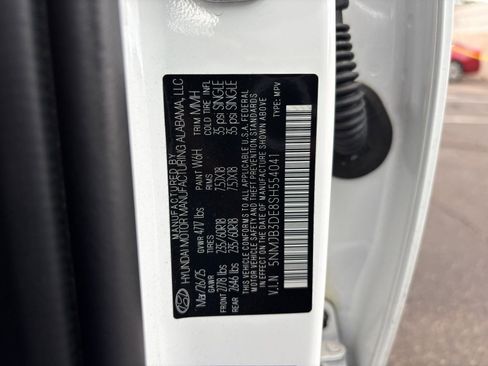 MANUFACTURED BY
HYUNDAI MOTOR MANUFACTURING ALABAMA, LLC
Mar/26/25 GVWR 4717 lbs PAINT W6H TRIM MMH
GAWR TIRES RIMS COLD TIRE INFL
FRONT 2778 lbs 235/60R18 7.5JX18 35 PSI SINGLE
REAR 2646 lbs 235/60R18 7.5JX18 35 PSI SINGLE
THIS VEHICLE CONFORMS TO ALL APPLICABLE U.S.A. FEDERAL
MOTOR VEHICLE SAFETY AND BUMPER STANDARDS
IN EFFECT ON THE DATE OF MANUFACTURE SHOWN ABOVE
V.I.N 5NMJB3DE8SH554041 TYPE: MPV